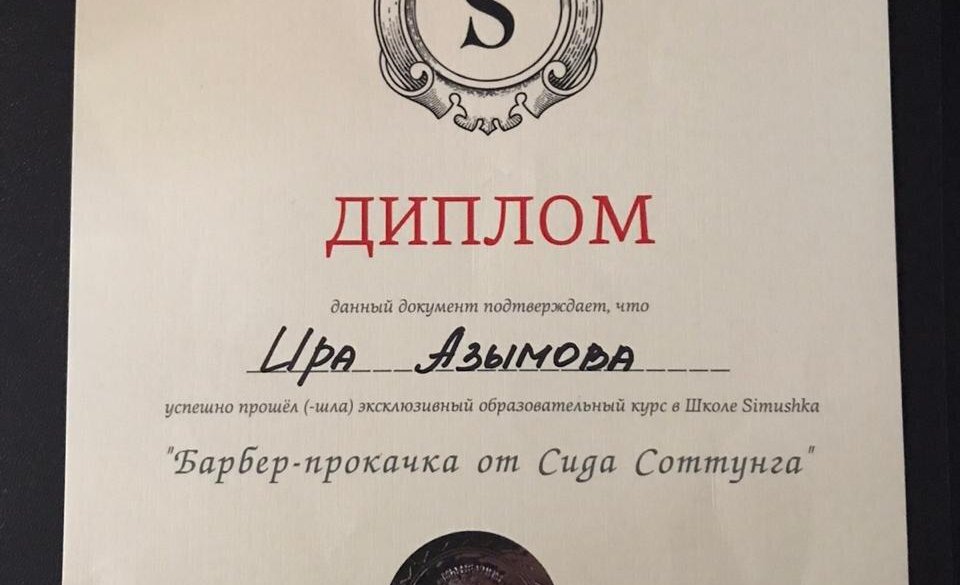 S
ДИПЛОМ
данный документ подтверждает, что
Ира Азымова
успешно прошёл (-шла) эксклюзивный образовательный курс в Школе Simushka
"Барбер-прокачка от Сида Соттунга"